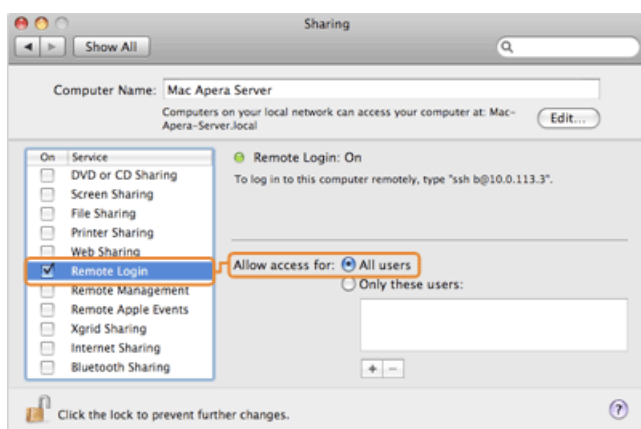 Sharing
Show All
Computer Name: Mac Apera Server
Computers on your local network can access your computer at: Mac-
Apera-Server.local
Edit...
On Service
DVD or CD Sharing
Screen Sharing
File Sharing
Printer Sharing
Web Sharing
Remote Login
Remote Management
Remote Apple Events
Xgrid Sharing
Internet Sharing
Bluetooth Sharing
Remote Login: On
To log in to this computer remotely, type "ssh b@10.0.113.3".
Allow access for: All users
Only these users:
+ −
Click the lock to prevent further changes.
?